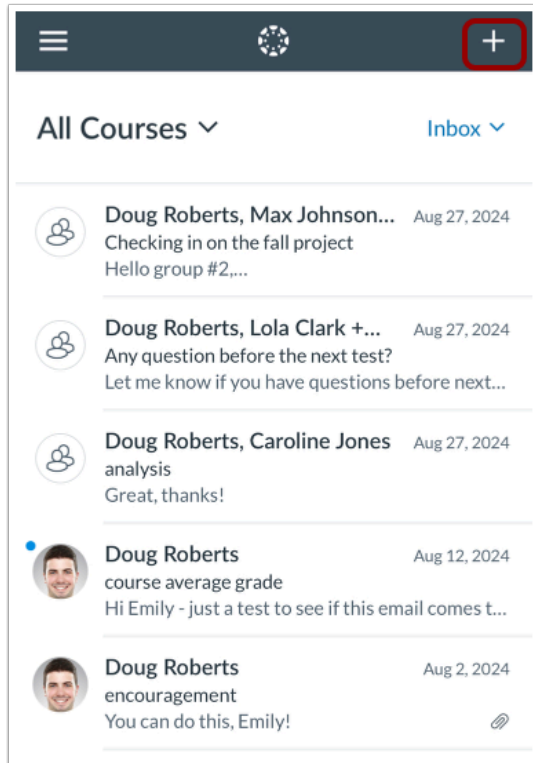 All Courses
Inbox
Doug Roberts, Max Johnson... Aug 27, 2024
Checking in on the fall project
Hello group #2,...
Doug Roberts, Lola Clark +... Aug 27, 2024
Any question before the next test?
Let me know if you have questions before next...
Doug Roberts, Caroline Jones Aug 27, 2024
analysis
Great, thanks!
Doug Roberts Aug 12, 2024
course average grade
Hi Emily - just a test to see if this email comes t...
Doug Roberts Aug 2, 2024
encouragement
You can do this, Emily!